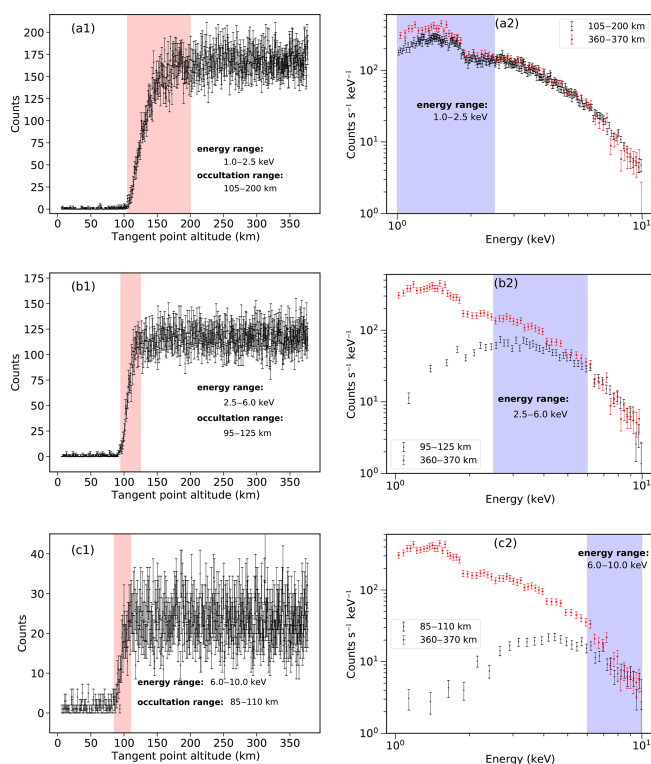 (a1)
200
175
150
125
100
75
50
25
0
Counts
energy range:
1.0–2.5 keV
occultation range:
105–200 km
0 50 100 150 200 250 300 350
Tangent point altitude (km)
(a2)
105–200 km
360–370 km
10²
10¹
10⁰
Counts s⁻¹ keV⁻¹
energy range:
1.0–2.5 keV
10⁰ 10¹
Energy (keV)
(b1)
175
150
125
100
75
50
25
0
Counts
energy range:
2.5–6.0 keV
occultation range:
95–125 km
0 50 100 150 200 250 300 350
Tangent point altitude (km)
(b2)
10²
10¹
10⁰
Counts s⁻¹ keV⁻¹
energy range:
2.5–6.0 keV
95–125 km
360–370 km
10⁰ 10¹
Energy (keV)
(c1)
40
30
20
10
0
Counts
energy range: 6.0–10.0 keV
occultation range: 85–110 km
0 50 100 150 200 250 300 350
Tangent point altitude (km)
(c2)
energy range:
6.0–10.0 keV
10²
10¹
10⁰
Counts s⁻¹ keV⁻¹
85–110 km
360–370 km
10⁰ 10¹
Energy (keV)